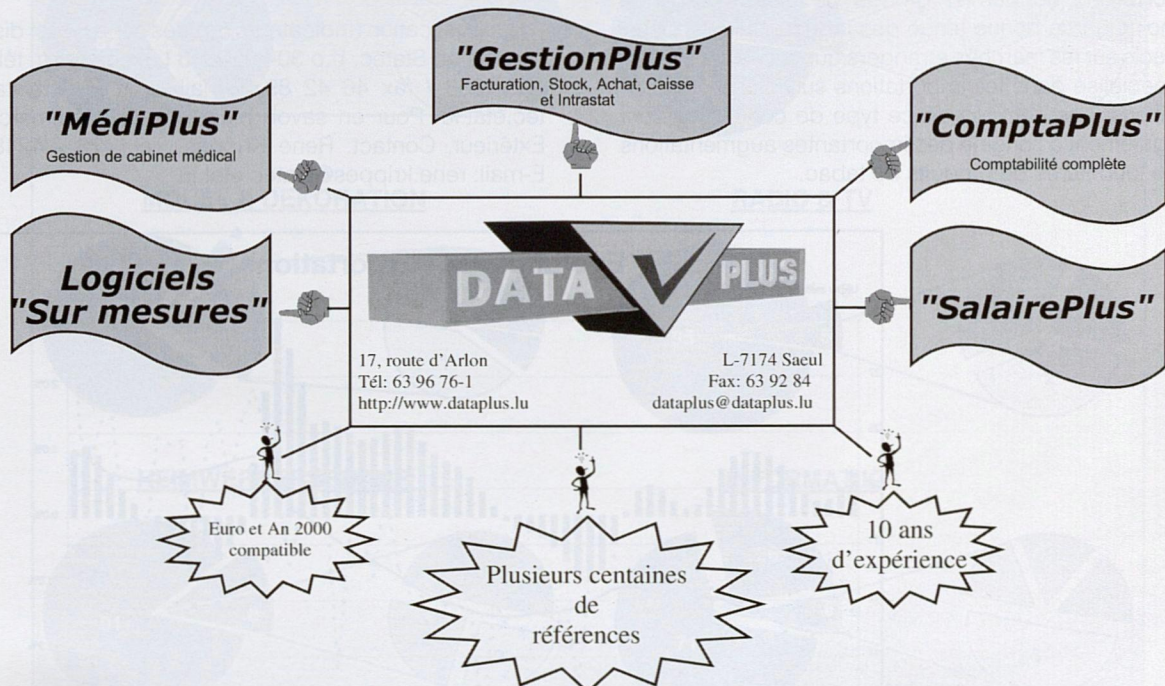 "GestionPlus"
Facturation, Stock, Achat, Caisse
et Intrastat
"MédiPlus"
Gestion de cabinet médical
"ComptaPlus"
Comptabilité complète
Logiciels
"Sur mesures"
DATA PLUS
"SalairePlus"
17, route d'Arlon
Tél: 63 96 76-1
http://www.dataplus.lu
L-7174 Saeul
Fax: 63 92 84
dataplus@dataplus.lu
Euro et An 2000
compatible
Plusieurs centaines
de
références
10 ans
d'expérience